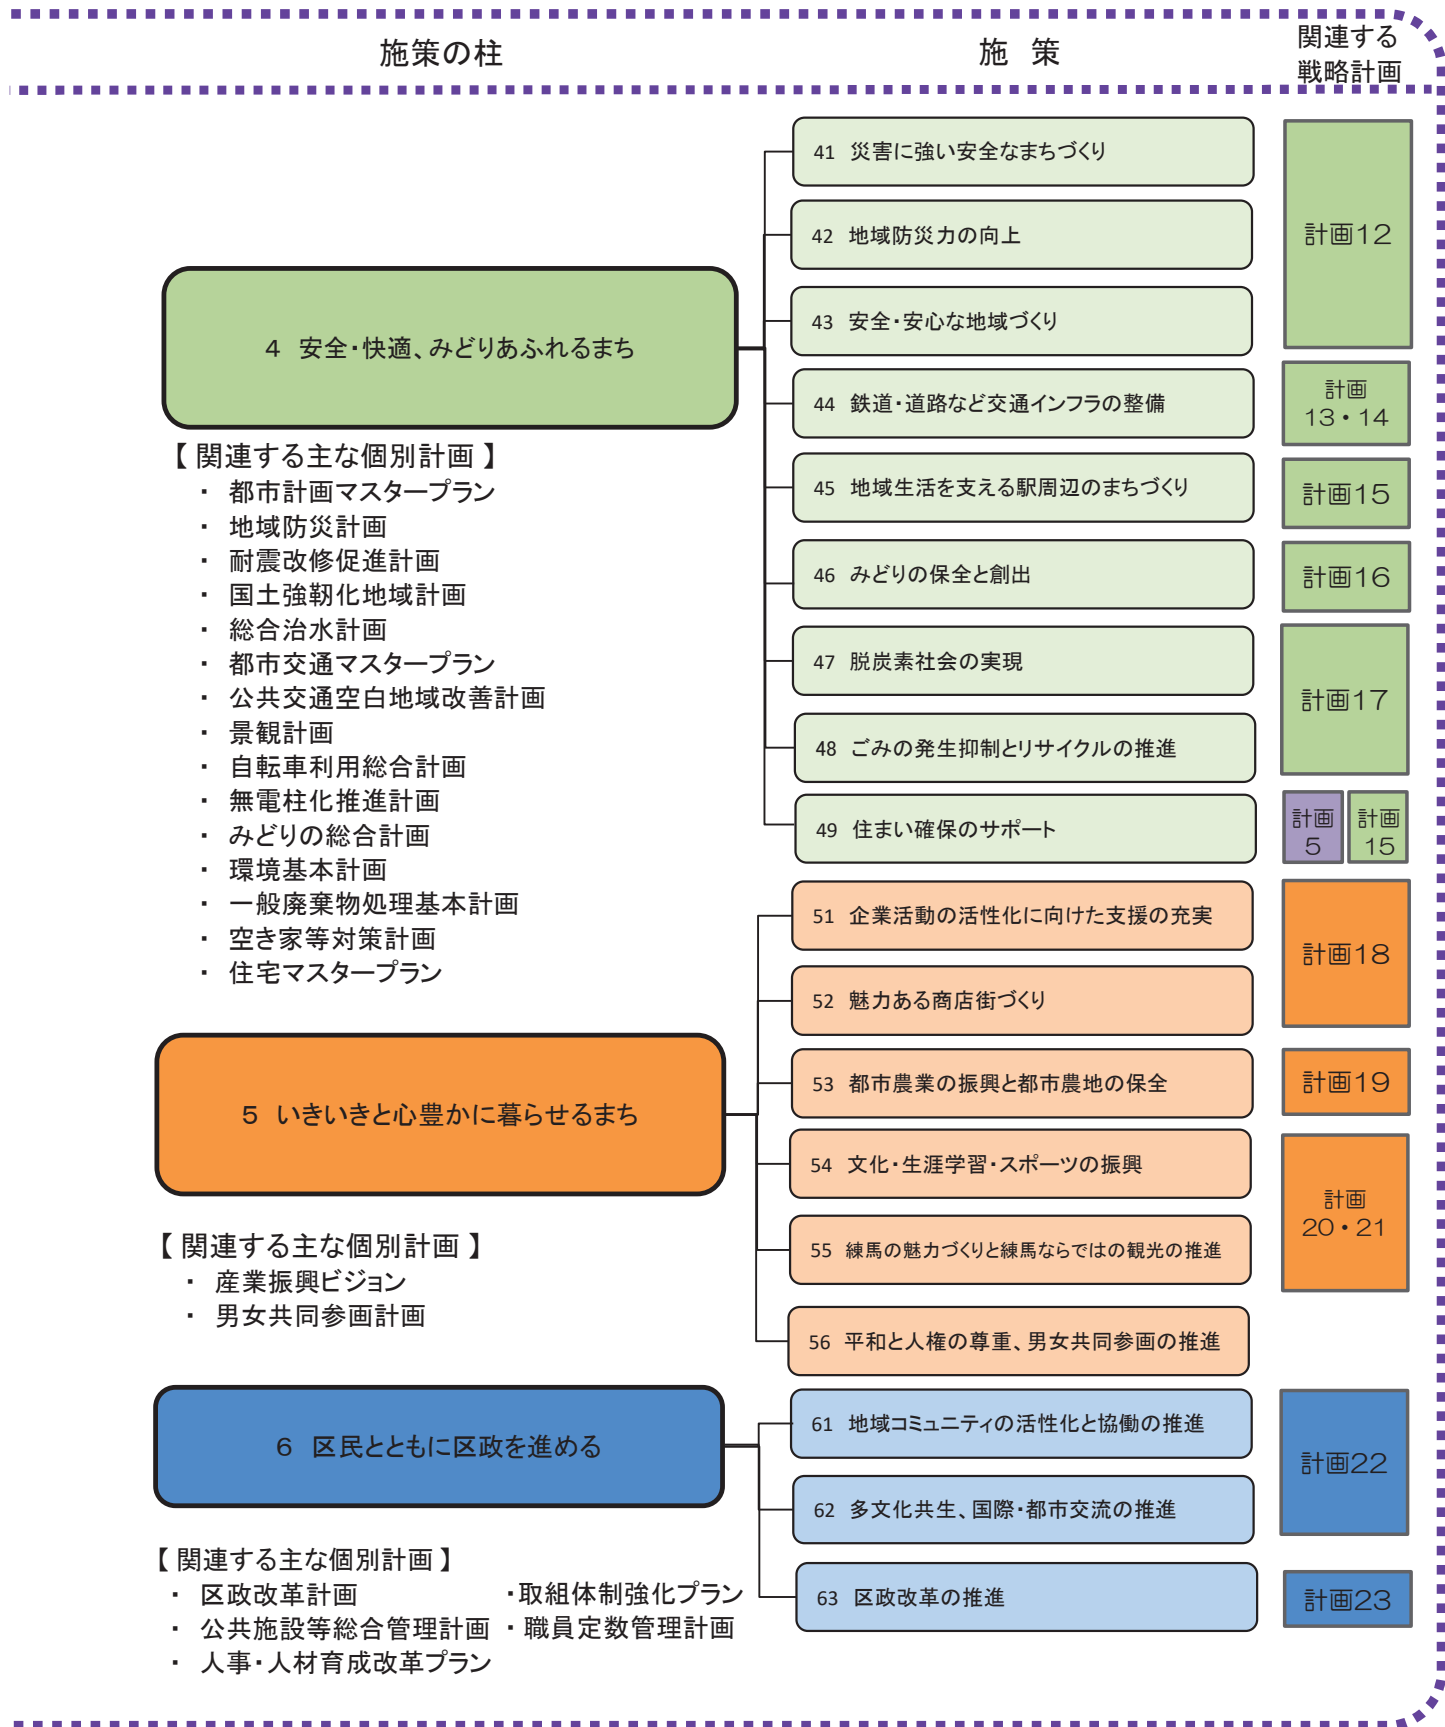 施策の柱
施 策
関連する
戦略計画
4 安全・快適、みどりあふれるまち
【 関連する主な個別計画 】
・ 都市計画マスタープラン
・ 地域防災計画
・ 耐震改修促進計画
・ 国土強靭化地域計画
・ 総合治水計画
・ 都市交通マスタープラン
・ 公共交通空白地域改善計画
・ 景観計画
・ 自転車利用総合計画
・ 無電柱化推進計画
・ みどりの総合計画
・ 環境基本計画
・ 一般廃棄物処理基本計画
・ 空き家等対策計画
・ 住宅マスタープラン
41 災害に強い安全なまちづくり
42 地域防災力の向上
43 安全・安心な地域づくり
計画12
44 鉄道・道路など交通インフラの整備
計画
13・14
45 地域生活を支える駅周辺のまちづくり
計画15
46 みどりの保全と創出
計画16
47 脱炭素社会の実現
48 ごみの発生抑制とリサイクルの推進
計画17
49 住まい確保のサポート
計画
5
計画
15
5 いきいきと心豊かに暮らせるまち
【 関連する主な個別計画 】
・ 産業振興ビジョン
・ 男女共同参画計画
51 企業活動の活性化に向けた支援の充実
52 魅力ある商店街づくり
計画18
53 都市農業の振興と都市農地の保全
計画19
54 文化・生涯学習・スポーツの振興
55 練馬の魅力づくりと練馬ならではの観光の推進
計画
20・21
56 平和と人権の尊重、男女共同参画の推進
6 区民とともに区政を進める
【 関連する主な個別計画 】
・ 区政改革計画 ・取組体制強化プラン
・ 公共施設等総合管理計画 ・ 職員定数管理計画
・ 人事・人材育成改革プラン
61 地域コミュニティの活性化と協働の推進
62 多文化共生、国際・都市交流の推進
計画22
63 区政改革の推進
計画23